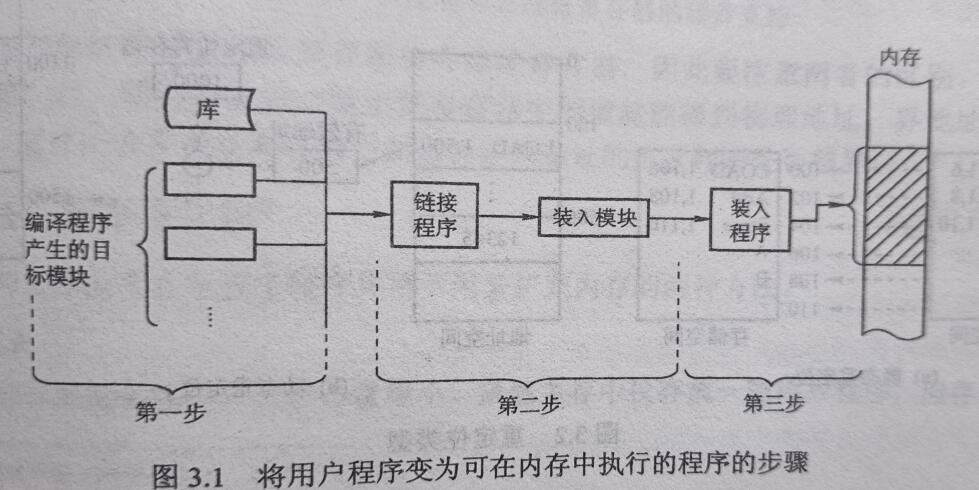 内存
库
编译程序
产生的目
标模块
链接
程序
装入模块
装入
程序
第一步
第二步
第三步
图 3.1 将用户程序变为可在内存中执行的程序的步骤